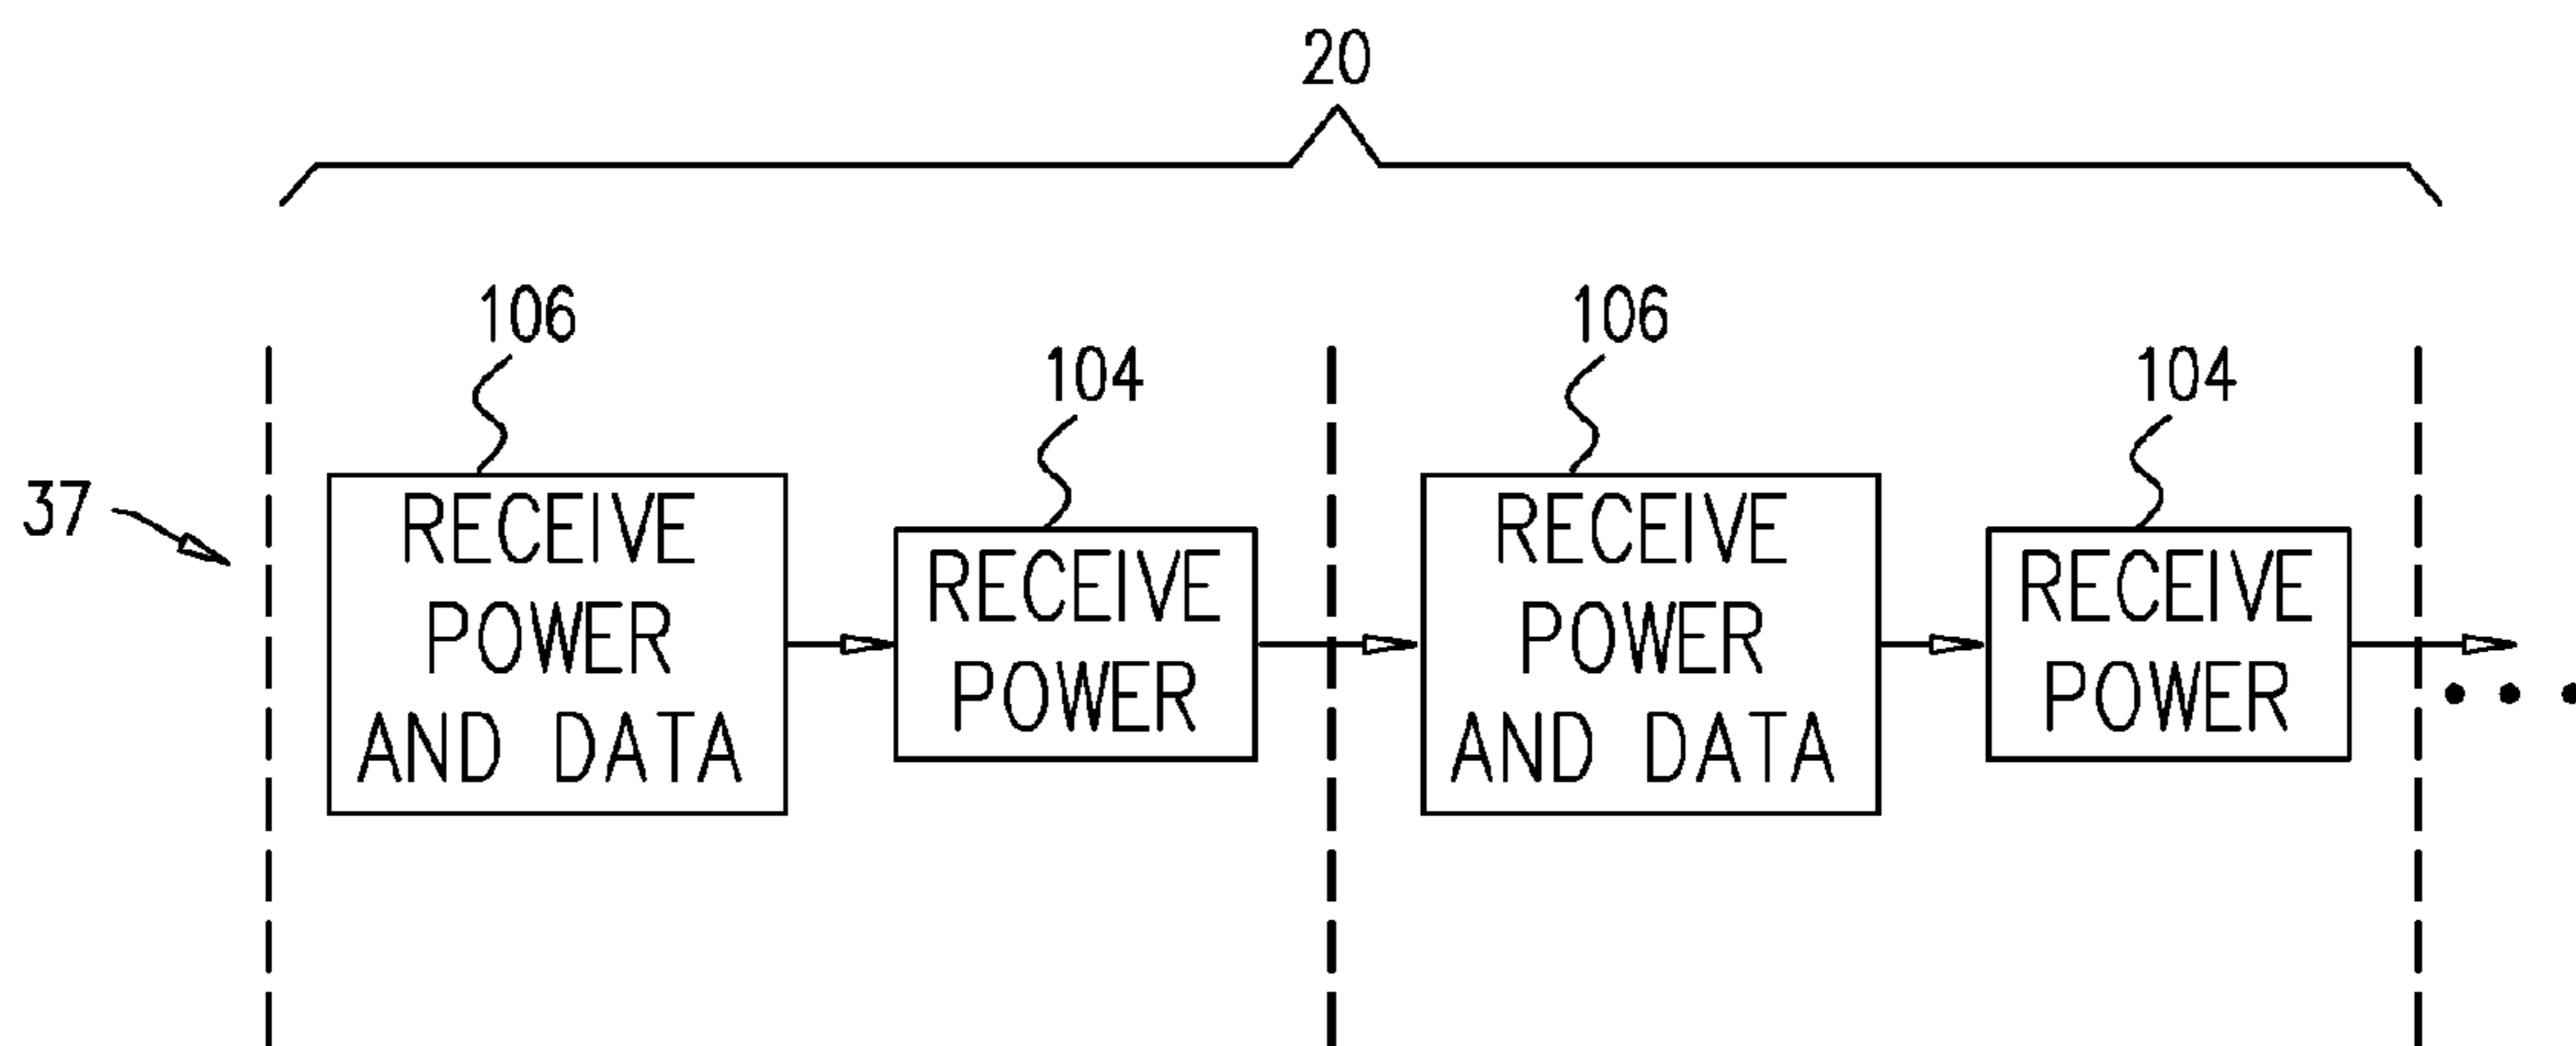 20
106
104
106
104
37
RECEIVE
POWER
AND DATA
RECEIVE
POWER
RECEIVE
POWER
AND DATA
RECEIVE
POWER